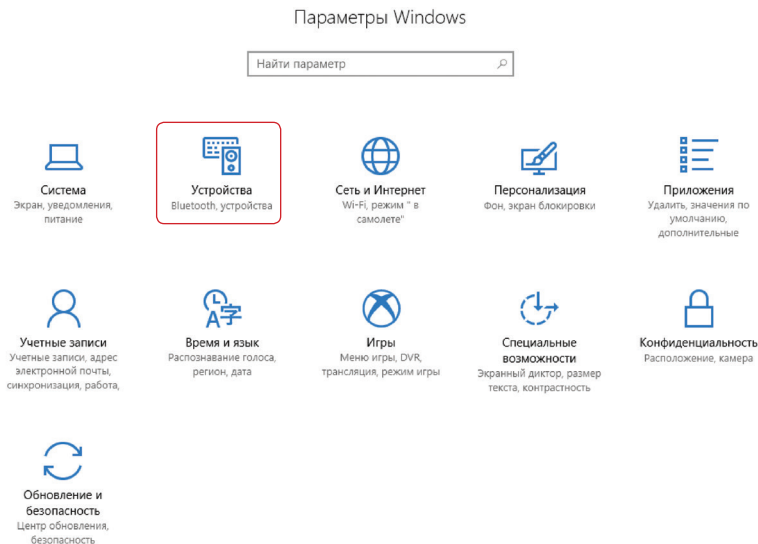 Параметры Windows
Найти параметр
Система
Экран, уведомления,
питание
Устройства
Bluetooth, устройства
Сеть и Интернет
Wi-Fi, режим " в
самолете"
Персонализация
Фон, экран блокировки
Приложения
Удалить, значения по
умолчанию,
дополнительные
Учетные записи
Учетные записи, адрес
электронной почты,
синхронизация, работа,
Время и язык
Распознавание голоса,
регион, дата
Игры
Меню игры, DVR,
трансляция, режим игры
Специальные
возможности
Экранный диктор, размер
текста, контрастность
Конфиденциальность
Расположение, камера
Обновление и
безопасность
Центр обновления,
безопасность